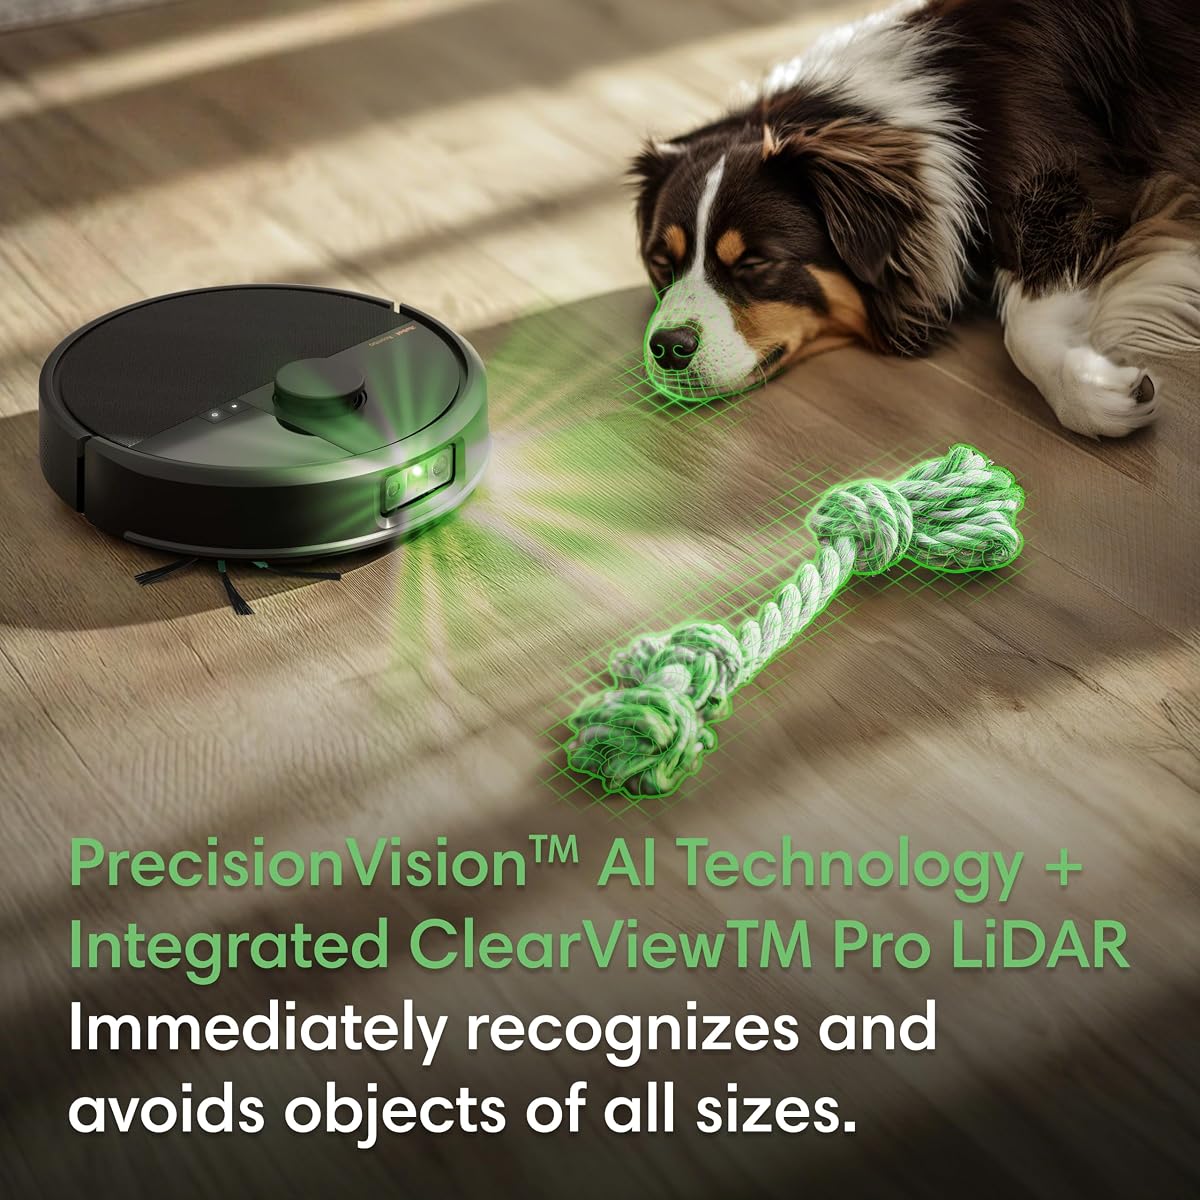 PrecisionVision™ AI Technology +
Integrated ClearViewTM Pro LiDAR
Immediately recognizes and
avoids objects of all sizes.